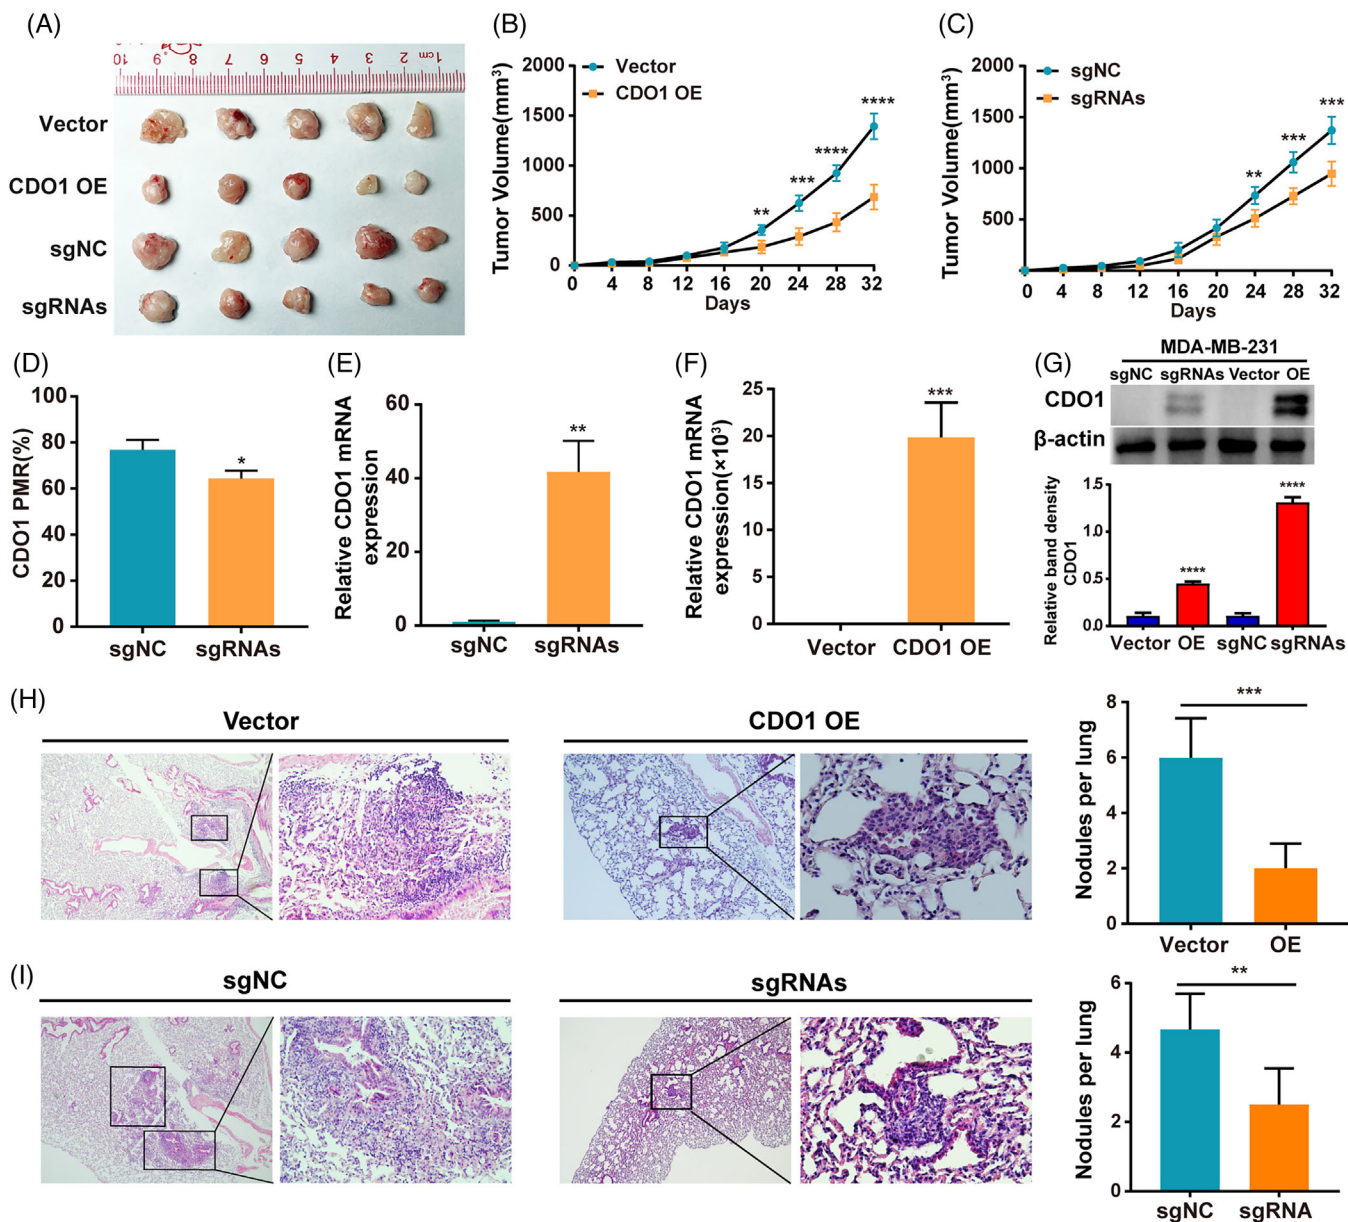 (A)
10 9 8 7 6 5 4 3 2 1cm
Vector
CDO1 OE
sgNC
sgRNAs
(B)
Tumor Volume(mm³)
2000
1500
1000
500
0
Vector
CDO1 OE
**
***
****
****
0 4 8 12 16 20 24 28 32
Days
(C)
Tumor Volume(mm³)
2000
1500
1000
500
sgNC
sgRNAs
**
***
***
0 4 8 12 16 20 24 28 32
Days
(D)
CDO1 PMR(%)
100
80
60
40
20
0
*
sgNC sgRNAs
(E)
Relative CDO1 mRNA
expression
60
40
20
0
**
sgNC sgRNAs
(F)
Relative CDO1 mRNA
expression(×10³)
25
20
15
10
5
0
***
Vector CDO1 OE
(G)
MDA-MB-231
sgNC sgRNAs Vector OE
CDO1
β-actin
Relative band density
CDO1
1.5
1.0
0.5
0.0
****
****
Vector OE sgNC sgRNAs
(H)
Vector
CDO1 OE
Nodules per lung
8
6
4
2
0
***
Vector OE
(I)
sgNC
sgRNAs
Nodules per lung
6
4
2
0
**
sgNC sgRNA